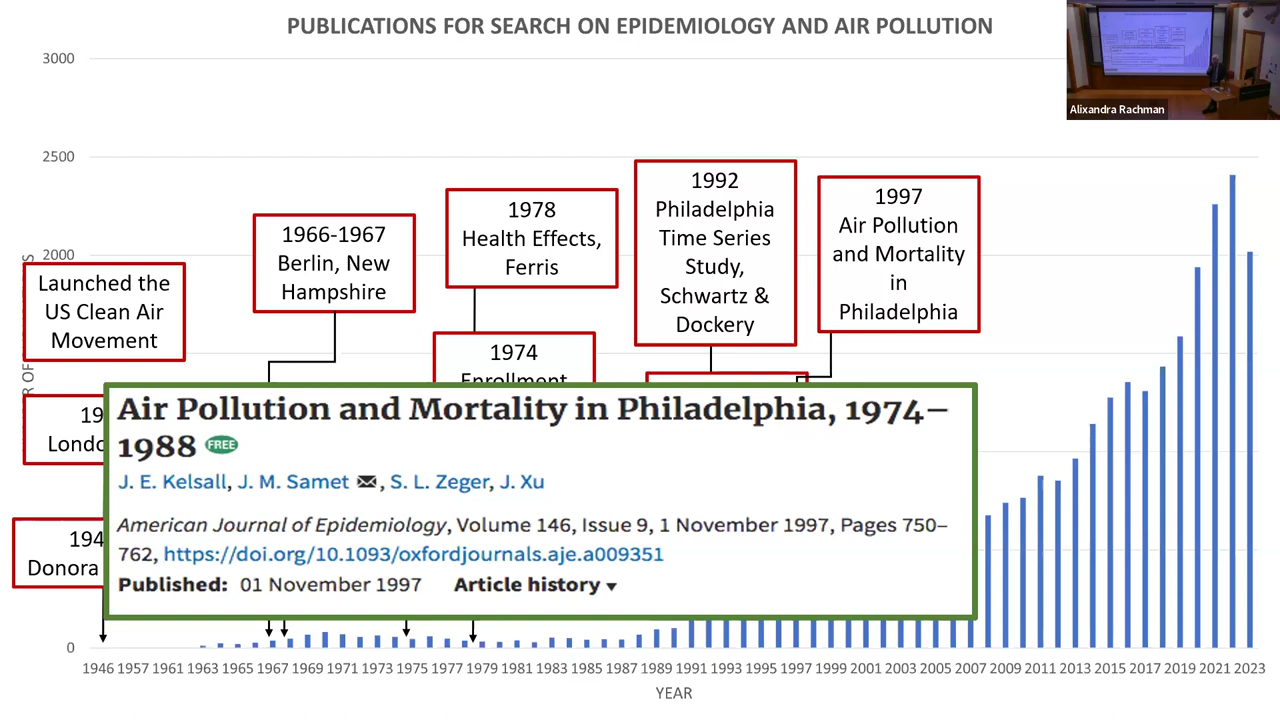 PUBLICATIONS FOR SEARCH ON EPIDEMIOLOGY AND AIR POLLUTION
Alixandra Rachman
3000
2500
2000
0
Launched the
US Clean Air
Movement
1966-1967
Berlin, New
Hampshire
1978
Health Effects,
Ferris
1974
Enrollment
1992
Philadelphia
Time Series
Study,
Schwartz &
Dockery
1997
Air Pollution
and Mortality
in
Philadelphia
19
Londo
194
Donora
Air Pollution and Mortality in Philadelphia, 1974–
1988 FREE
J. E. Kelsall, J. M. Samet, S. L. Zeger, J. Xu
American Journal of Epidemiology, Volume 146, Issue 9, 1 November 1997, Pages 750–
762, https://doi.org/10.1093/oxfordjournals.aje.a009351
Published: 01 November 1997 Article history
1946 1957 1961 1963 1965 1967 1969 1971 1973 1975 1977 1979 1981 1983 1985 1987 1989 1991 1993 1995 1997 1999 2001 2003 2005 2007 2009 2011 2013 2015 2017 2019 2021 2023
YEAR